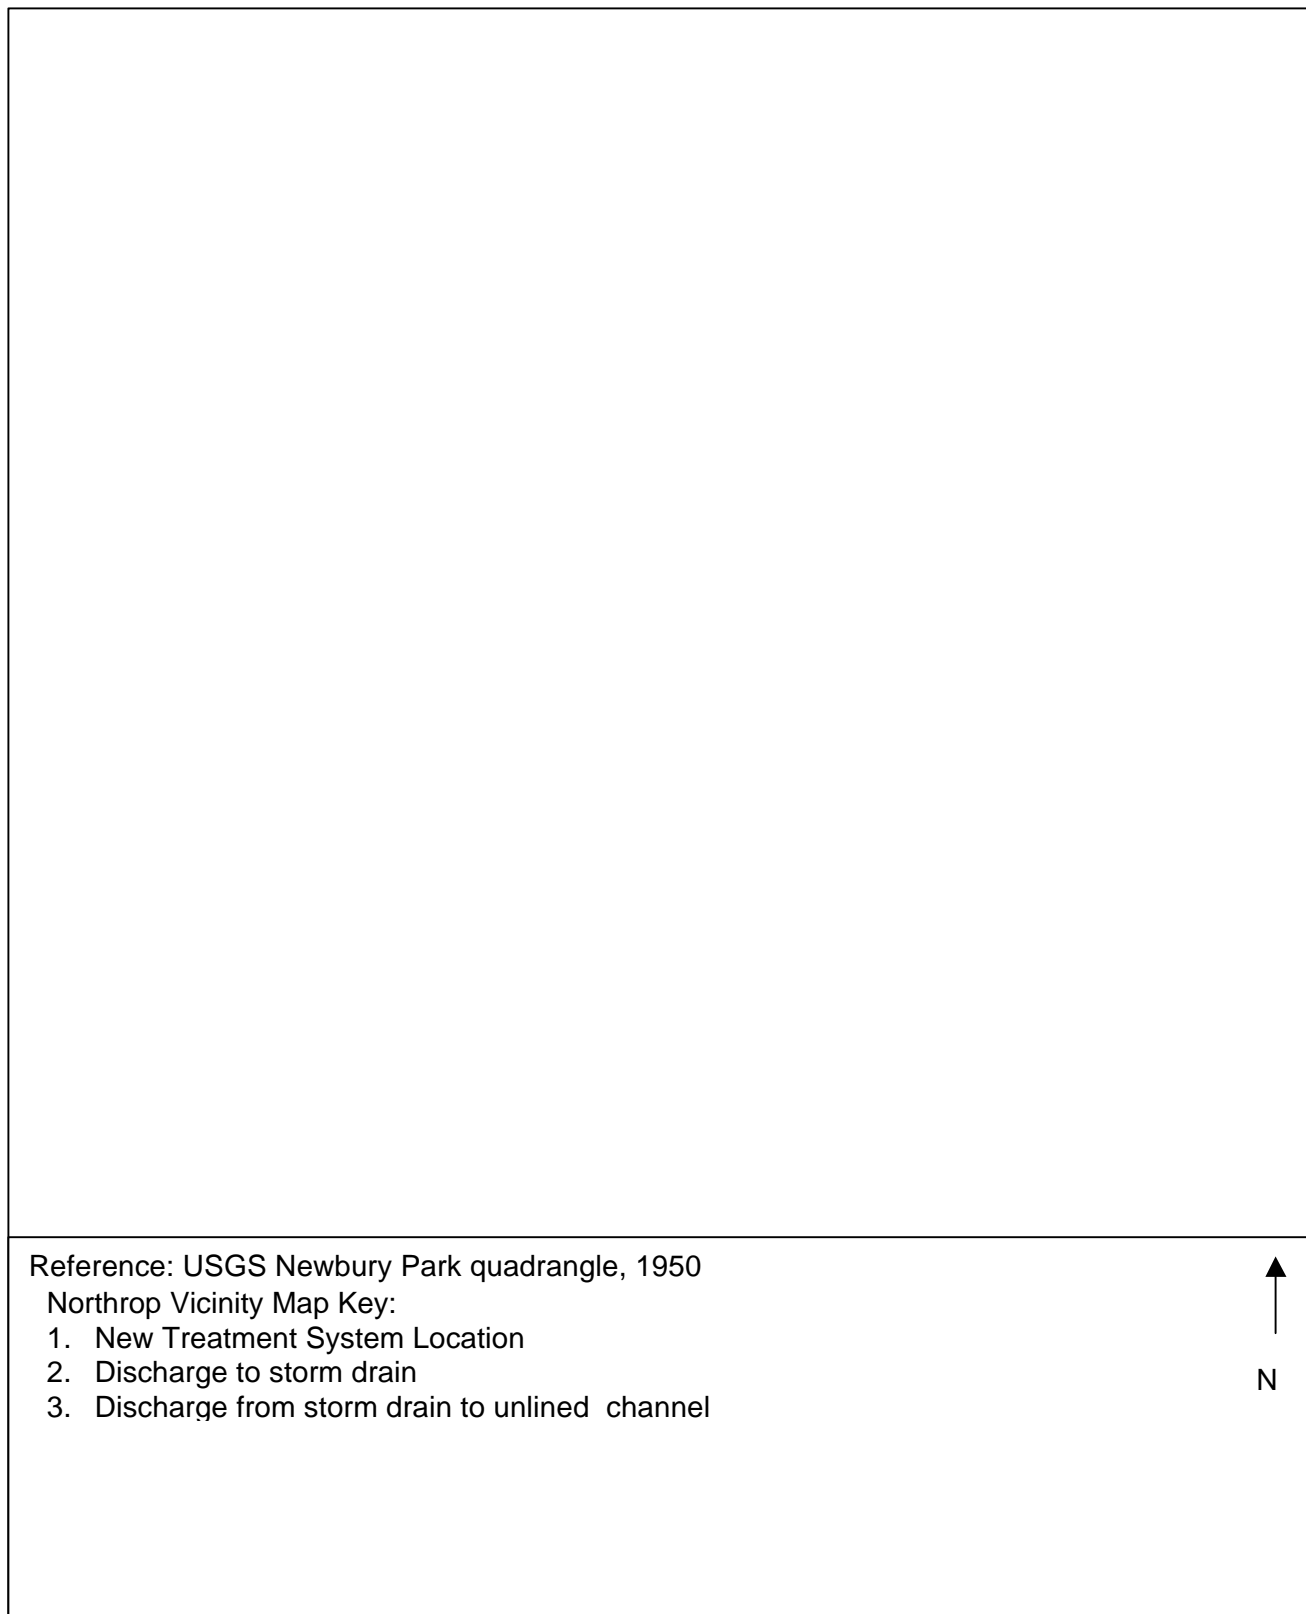 Reference: USGS Newbury Park quadrangle, 1950
Northrop Vicinity Map Key:
1. New Treatment System Location
2. Discharge to storm drain
3. Discharge from storm drain to unlined channel
N